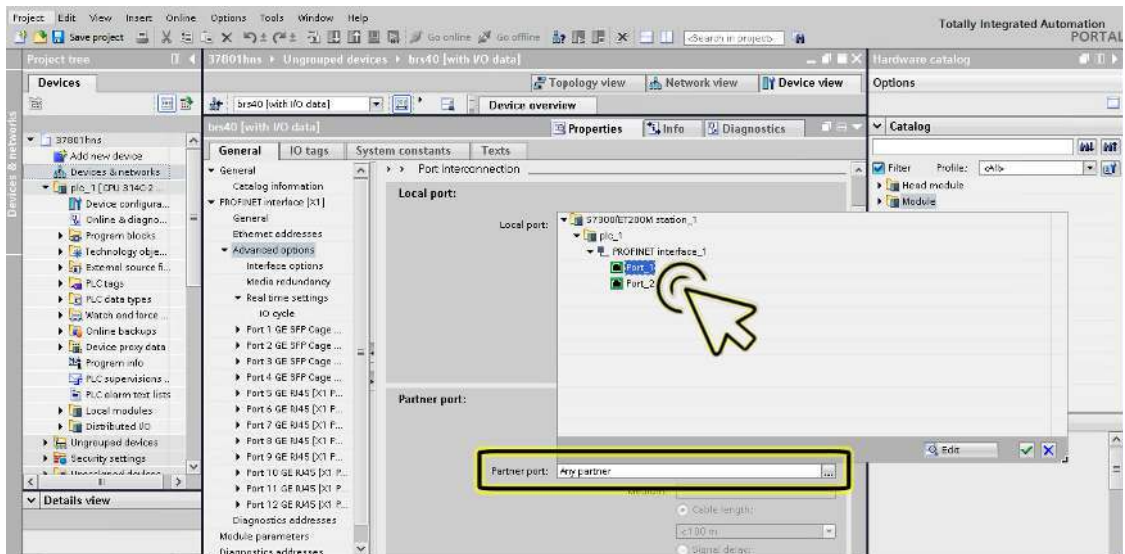 Project Edit View Insert Online Options Tools Window Help
Totally Integrated Automation
PORTAL
Save project
Go online
Go offline
<Search in project>
Project tree
37801hns › Ungrouped devices › brs40 [with I/O data]
Hardware catalog
Devices
Topology view
Network view
Device view
Options
brs40 [with I/O data]
Device overview
Devices & networks
brs40 [with I/O data]
Properties
Info
Diagnostics
Catalog
General
IO tags
System constants
Texts
Filter
Profile:
<All>
Head module
Module
37801hns
Add new device
Devices & networks
plc_1 [CPU 314C-2 ...
Device configura...
Online & diagno...
Program blocks
Technology obje...
External source fi...
PLC tags
PLC data types
Watch and force ...
Online backups
Device proxy data
Program info
PLC supervisions ...
PLC alarm text lists
Local modules
Distributed I/O
Ungrouped devices
Security settings
Details view
General
Catalog information
PROFINET interface [X1]
General
Ethernet addresses
Advanced options
Interface options
Media redundancy
Real time settings
IO cycle
Port 1 GE SFP Cage ...
Port 2 GE SFP Cage ...
Port 3 GE SFP Cage ...
Port 4 GE SFP Cage ...
Port 5 GE RJ45 [X1 P...
Port 6 GE RJ45 [X1 P...
Port 7 GE RJ45 [X1 P...
Port 8 GE RJ45 [X1 P...
Port 9 GE RJ45 [X1 P...
Port 10 GE RJ45 [X1 P...
Port 11 GE RJ45 [X1 P...
Port 12 GE RJ45 [X1 P...
Diagnostics addresses
Module parameters
Diagnostics addresses
Port interconnection
Local port:
Local port:
S7300/ET200M station_1
plc_1
PROFINET interface_1
Port_1
Port_2
Edit
Partner port:
Partner port:
Any partner
...
Cable length:
<100 m
Signal delay: